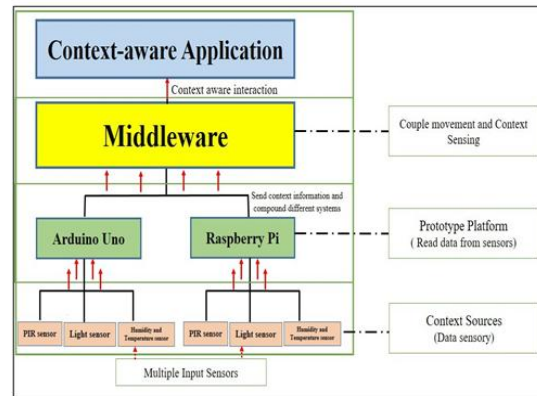 Context-aware Application
Context aware interaction
Middleware
Couple movement and Context
Sensing
Send context information and
compound different systems
Arduino Uno
Raspberry Pi
Prototype Platform
( Read data from sensors)
PIR sensor
Light sensor
Humidity and
Temperature sensor
PIR sensor
Light sensor
Humidity and
Temperature sensor
Context Sources
(Data sensory)
Multiple Input Sensors